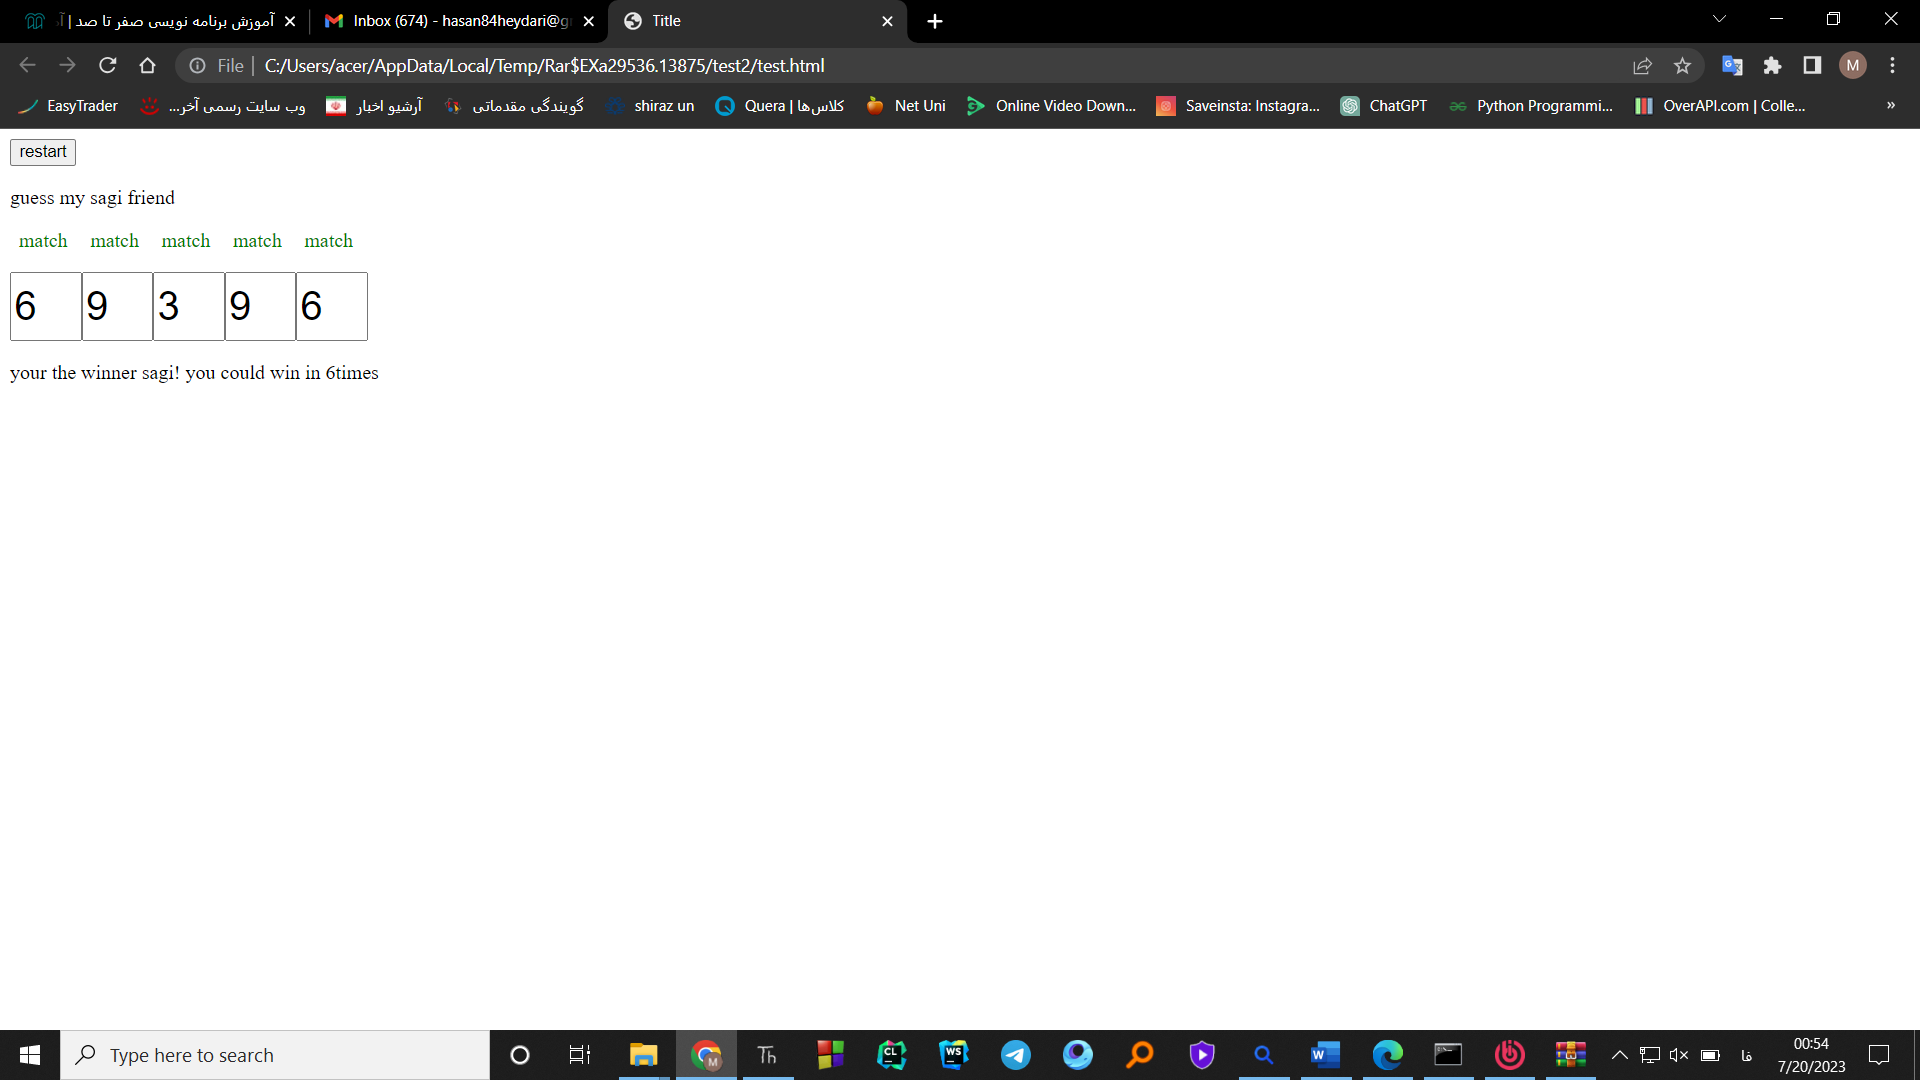 آموزش برنامه نویسی صفر تا صد | آ
Inbox (674) - hasan84heydari@g
Title
File
C:/Users/acer/AppData/Local/Temp/Rar$EXa29536.13875/test2/test.html
M
EasyTrader
وب سایت رسمی آخر...
آرشیو اخبار
گویندگی مقدماتی
shiraz un
کلاس‌ها | Quera
Net Uni
Online Video Down...
Saveinsta: Instagra...
ChatGPT
Python Programmi...
OverAPI.com | Colle...
»
restart
guess my sagi friend
match match match match match
6 9 3 9 6
your the winner sagi! you could win in 6times
Type here to search
M
Th
CL
WS
W
فا
00:54
7/20/2023